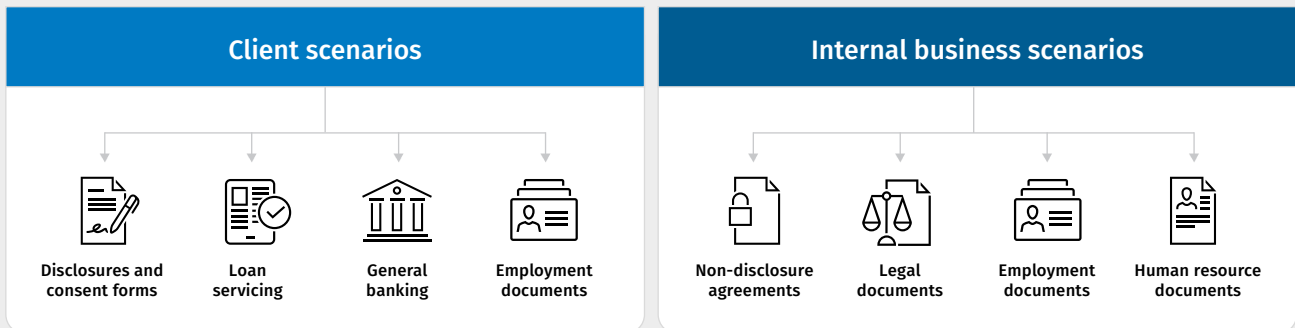 Client scenarios
Disclosures and
consent forms
Loan
servicing
General
banking
Employment
documents
Internal business scenarios
Non-disclosure
agreements
Legal
documents
Employment
documents
Human resource
documents